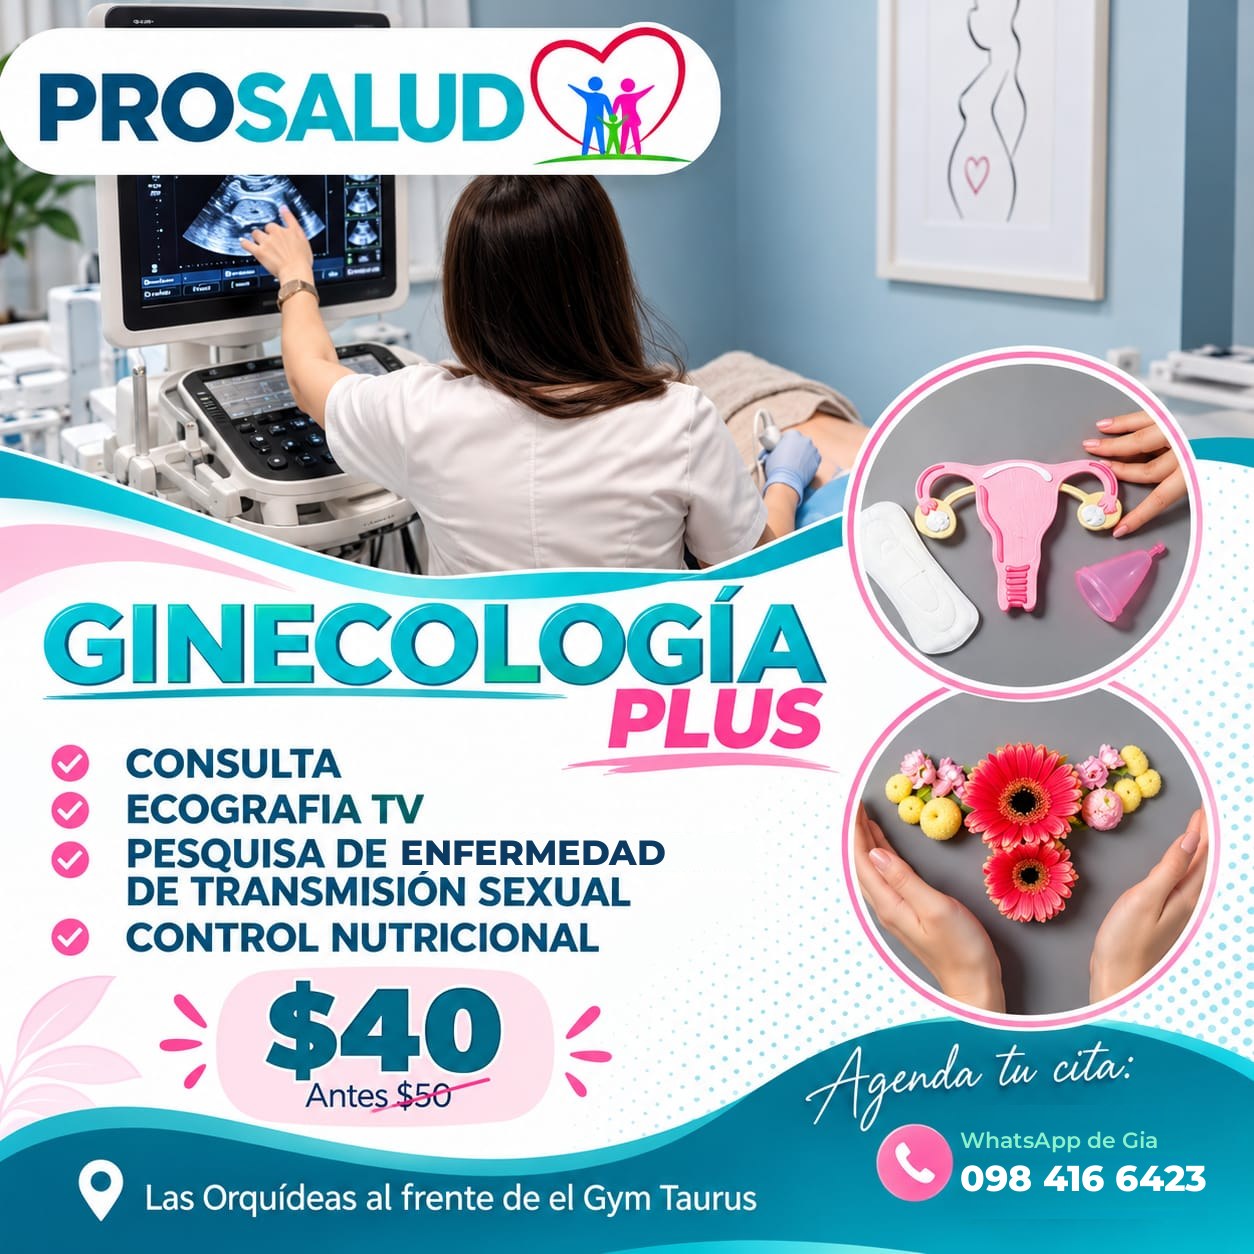 PROSALUD
GINECOLOGÍA
PLUS
CONSULTA
ECOGRAFIA TV
PESQUISA DE ENFERMEDAD
DE TRANSMISIÓN SEXUAL
CONTROL NUTRICIONAL
$40
Antes $50
Agenda tu cita:
WhatsApp de Gia
098 416 6423
Las Orquídeas al frente de el Gym Taurus